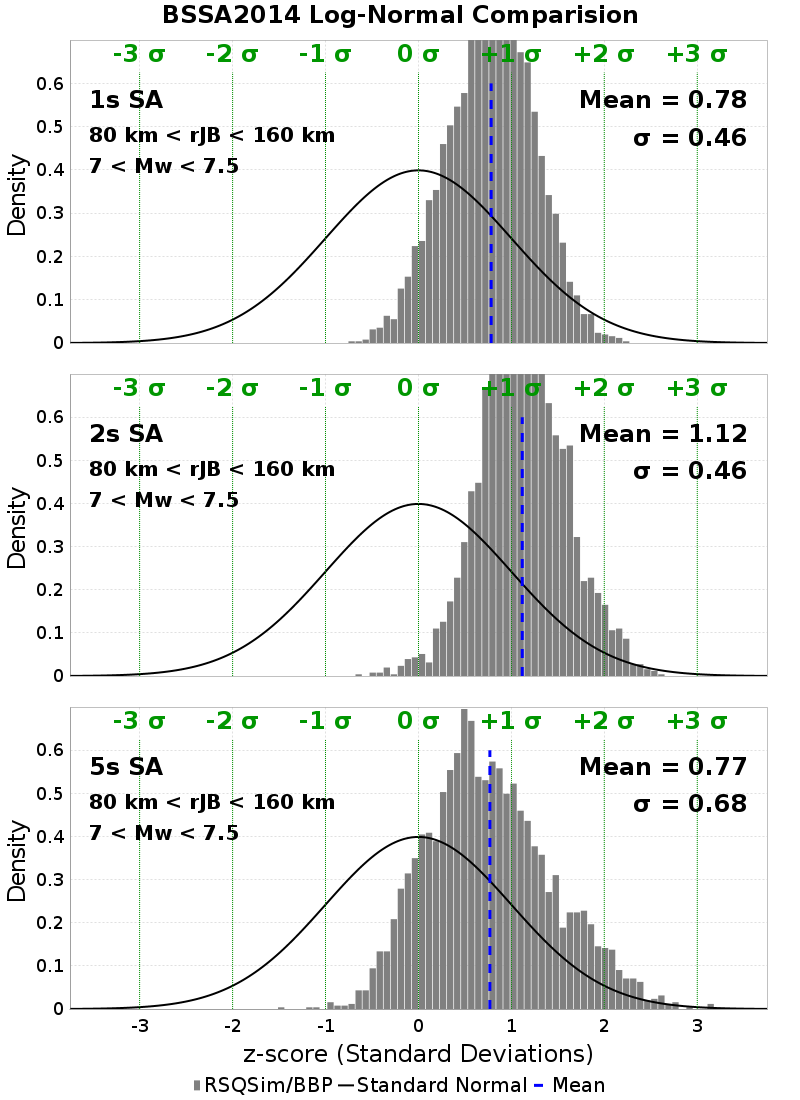 BSSA2014 Log-Normal Comparision
-3 σ -2 σ -1 σ 0 σ +1 σ +2 σ +3 σ
1s SA
80 km < rJB < 160 km
7 < Mw < 7.5
Mean = 0.78
σ = 0.46
Density
0.6
0.5
0.4
0.3
0.2
0.1
0
-3 σ -2 σ -1 σ 0 σ +1 σ +2 σ +3 σ
2s SA
80 km < rJB < 160 km
7 < Mw < 7.5
Mean = 1.12
σ = 0.46
Density
0.6
0.5
0.4
0.3
0.2
0.1
0
-3 σ -2 σ -1 σ 0 σ +1 σ +2 σ +3 σ
5s SA
80 km < rJB < 160 km
7 < Mw < 7.5
Mean = 0.77
σ = 0.68
Density
0.6
0.5
0.4
0.3
0.2
0.1
0
-3 -2 -1 0 1 2 3
z-score (Standard Deviations)
RSQSim/BBP Standard Normal Mean